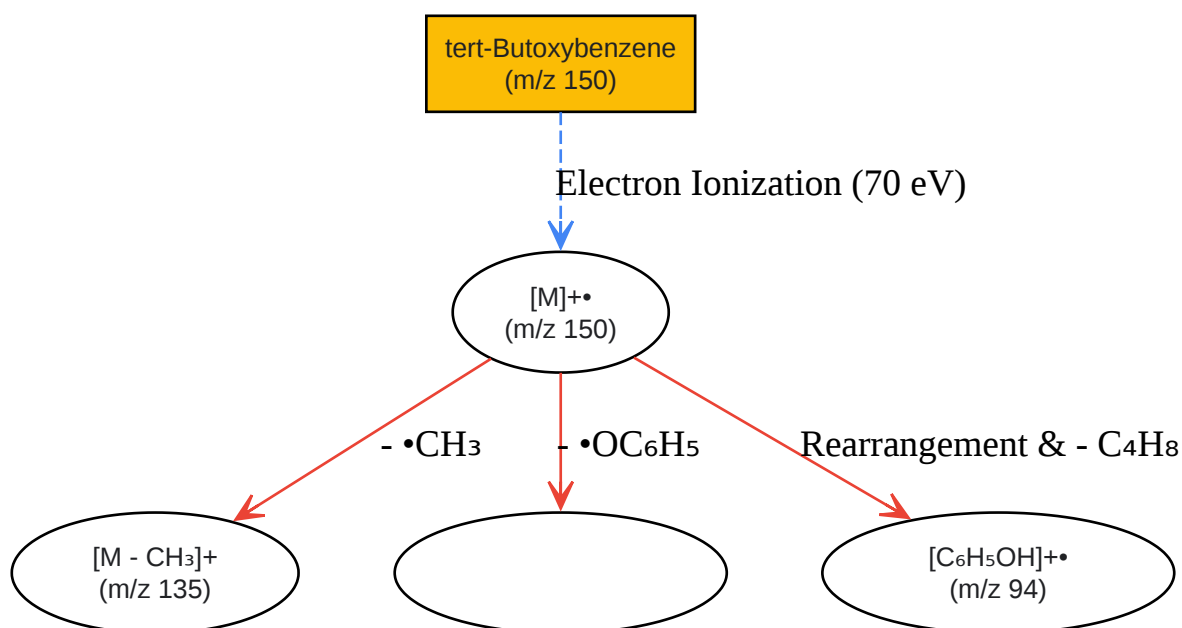 tert-Butoxybenzene
(m/z 150)
Electron Ionization (70 eV)
[M]+•
(m/z 150)
- •CH₃
- •OC₆H₅
Rearrangement & - C₄H₈
[M - CH₃]+
(m/z 135)
[C₆H₅OH]+•
(m/z 94)